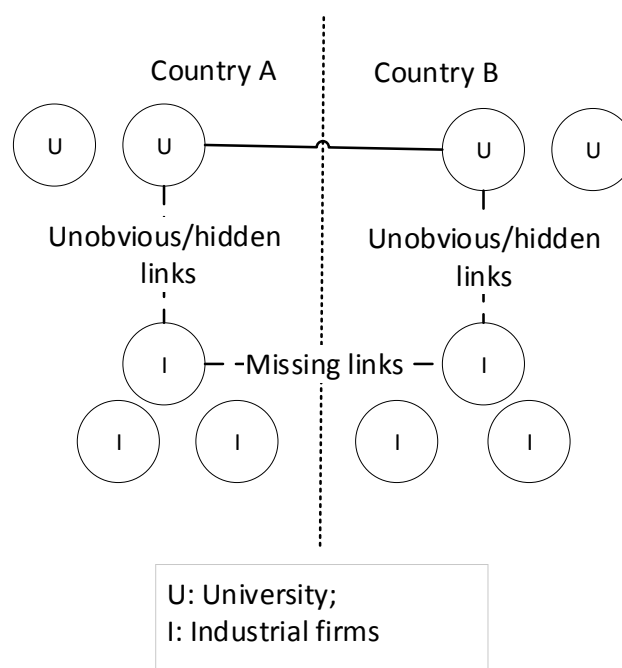 Country A
Country B
U
U
U
U
Unobvious/hidden
links
Unobvious/hidden
links
I
Missing links
I
I
I
I
I
U: University;
I: Industrial firms